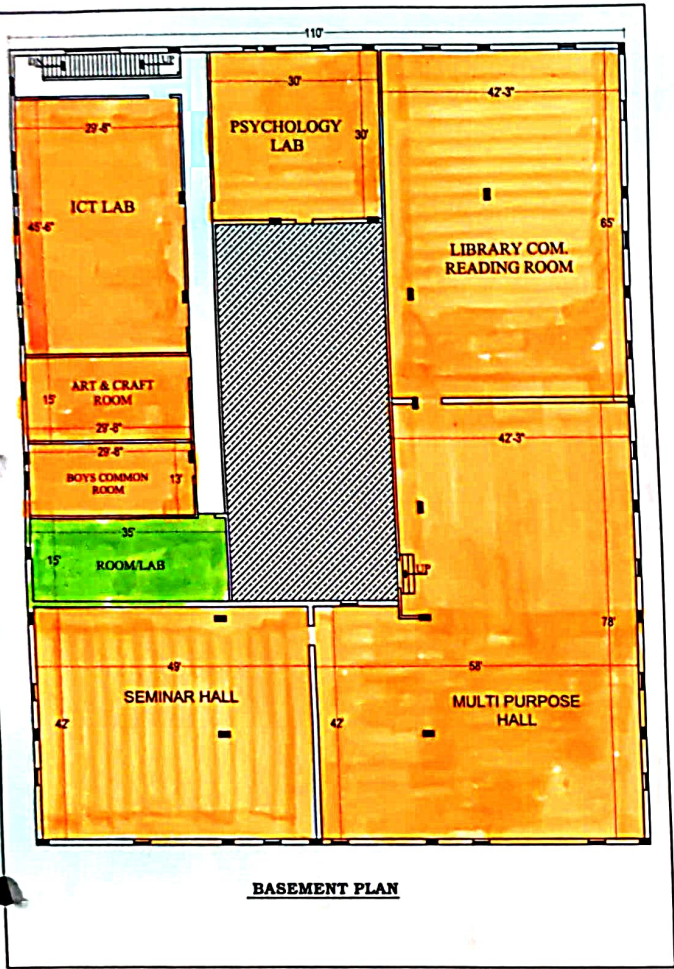 110'
UP
UP
30'
42'-3"
29'-8"
PSYCHOLOGY
LAB
30'
ICT LAB
45'-6"
65'
LIBRARY COM.
READING ROOM
ART & CRAFT
ROOM
15'
29'-8"
42'-3"
29'-8"
BOYS COMMON
ROOM
13'
35'
15'
ROOM/LAB
UP
78'
49'
58'
SEMINAR HALL
MULTI PURPOSE
HALL
42'
42'
BASEMENT PLAN